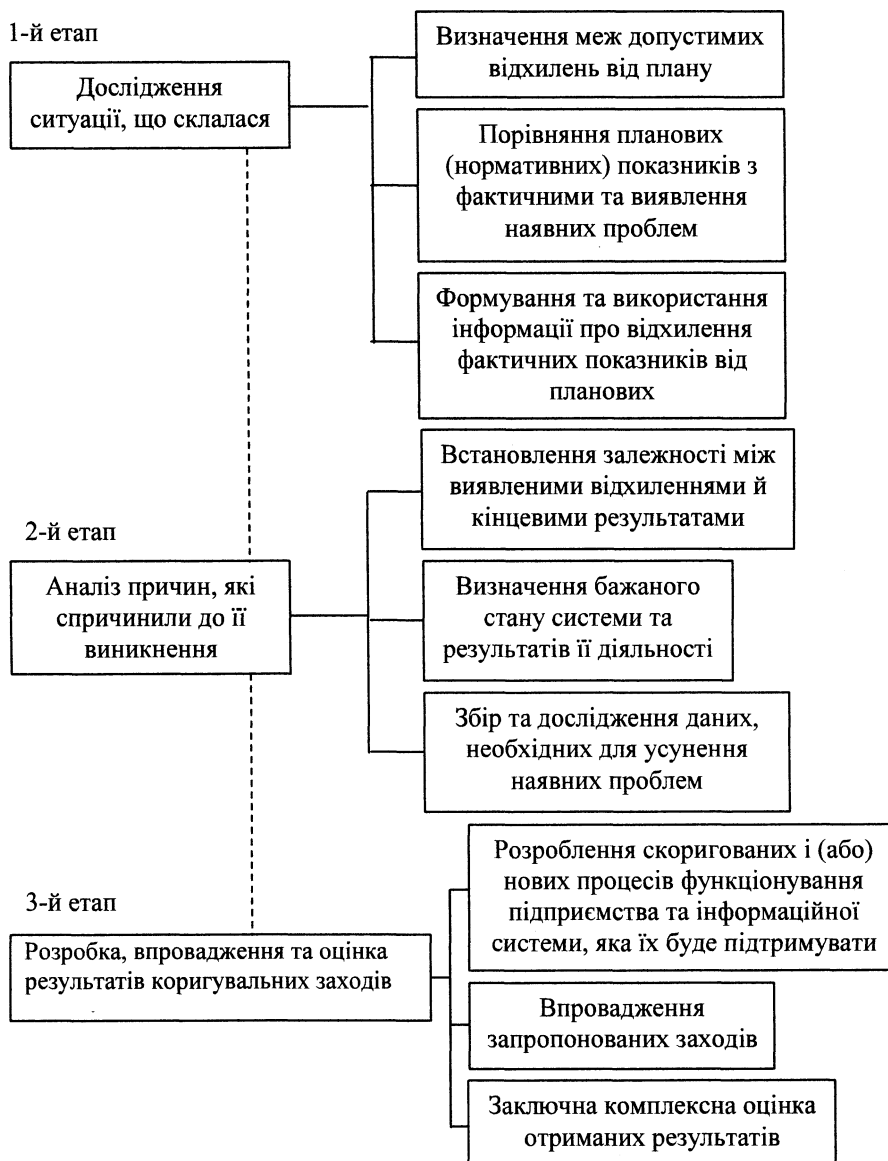 1-й етап
Дослідження
ситуації, що склалася
Визначення меж допустимих
відхилень від плану
Порівняння планових
(нормативних) показників з
фактичними та виявлення
наявних проблем
Формування та використання
інформації про відхилення
фактичних показників від
планових
2-й етап
Аналіз причин, які
спричинили до її
виникнення
Встановлення залежності між
виявленими відхиленнями й
кінцевими результатами
Визначення бажаного
стану системи та
результатів її діяльності
Збір та дослідження даних,
необхідних для усунення
наявних проблем
3-й етап
Розробка, впровадження та оцінка
результатів коригувальних заходів
Розроблення скоригованих і (або)
нових процесів функціонування
підприємства та інформаційної
системи, яка їх буде підтримувати
Впровадження
запропонованих заходів
Заключна комплексна оцінка
отриманих результатів